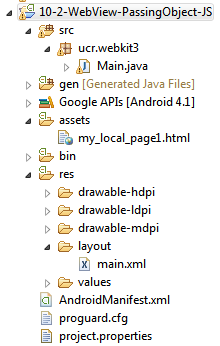 10-2-WebView-PassingObject-JS
src
ucr.webkit3
Main.java
gen [Generated Java Files]
Google APIs [Android 4.1]
assets
my_local_page1.html
bin
res
drawable-hdpi
drawable-ldpi
drawable-mdpi
layout
main.xml
values
AndroidManifest.xml
proguard.cfg
project.properties